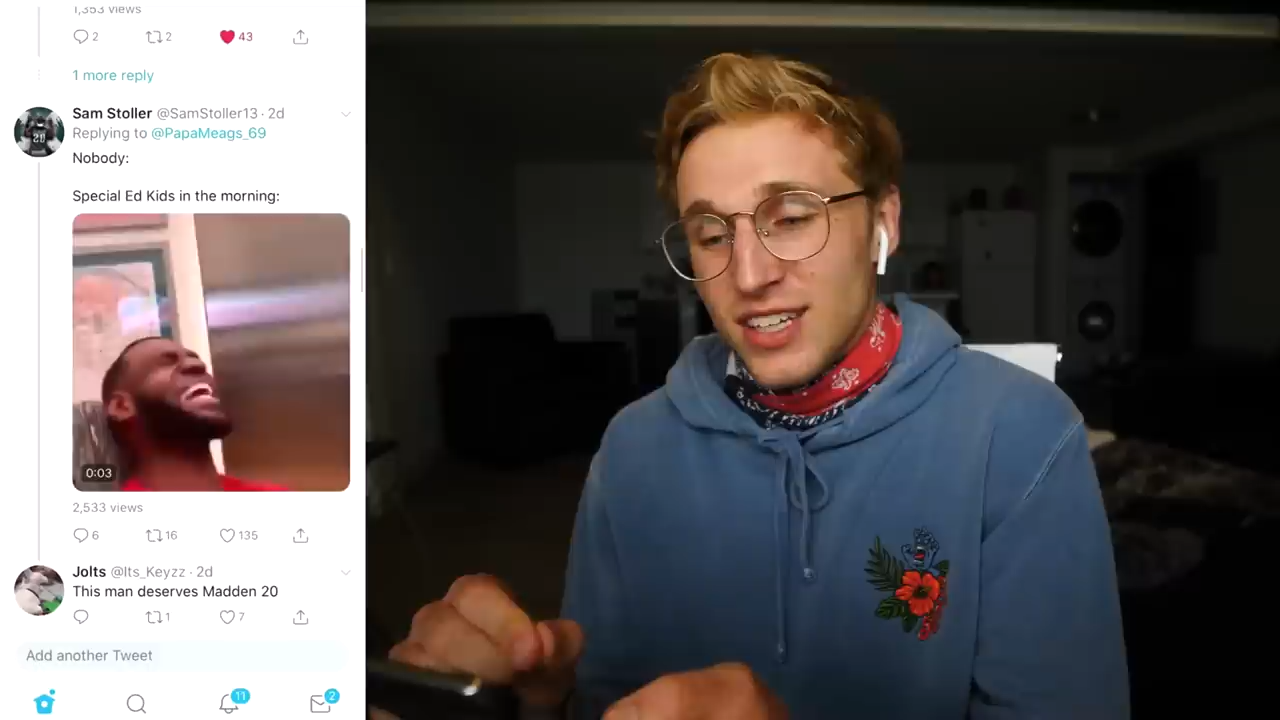 1,353 views
2 2 43
1 more reply
Sam Stoller @SamStoller13 · 2d
Replying to @PapaMeags_69
Nobody:
Special Ed Kids in the morning:
20
0:03
2,533 views
6 16 135
Jolts @Its_Keyzz · 2d
This man deserves Madden 20
1 7
Add another Tweet
11 2